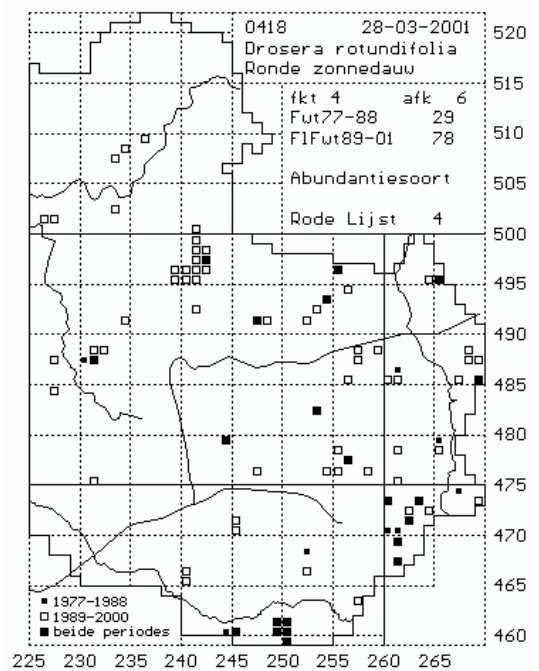 0418 28-03-2001
Drosera rotundifolia
Ronde zonnedauw
fkt 4 afk 6
Fwt77-88 29
FlFwt89-01 78
Abundantiesoort
Rode Lijst 4
520
515
510
505
500
495
490
485
480
475
470
465
460
1977-1988
1989-2000
beide periodes
225 230 235 240 245 250 255 260 265